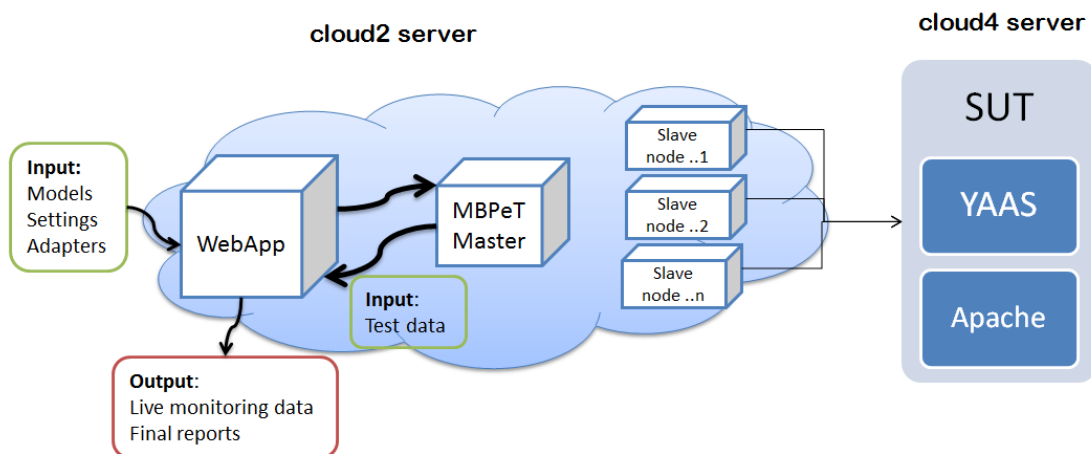 cloud2 server
cloud4 server
Input:
Models
Settings
Adapters
WebApp
MBPeT
Master
Input:
Test data
Output:
Live monitoring data
Final reports
Slave
node ..1
Slave
node ..2
Slave
node ..n
SUT
YAAS
Apache